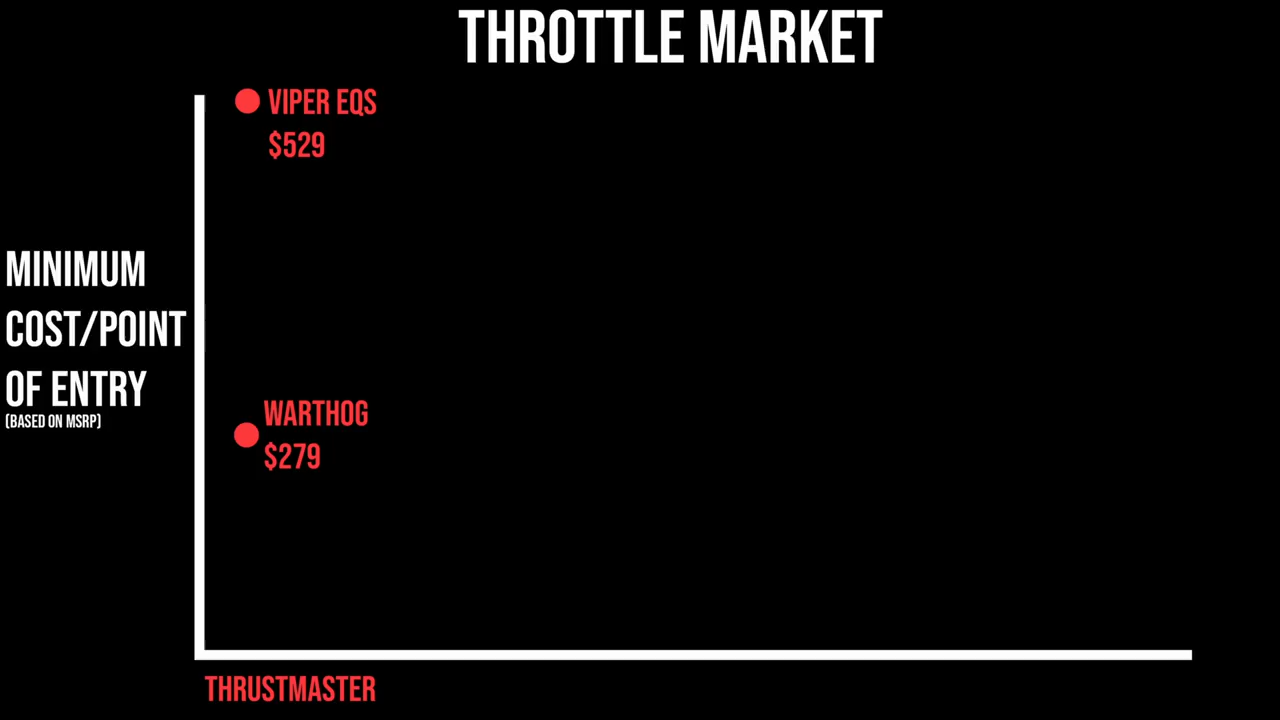 THROTTLE MARKET
VIPER EQS
$529
MINIMUM
COST/POINT
OF ENTRY
(BASED ON MSRP)
WARTHOG
$279
THRUSTMASTER